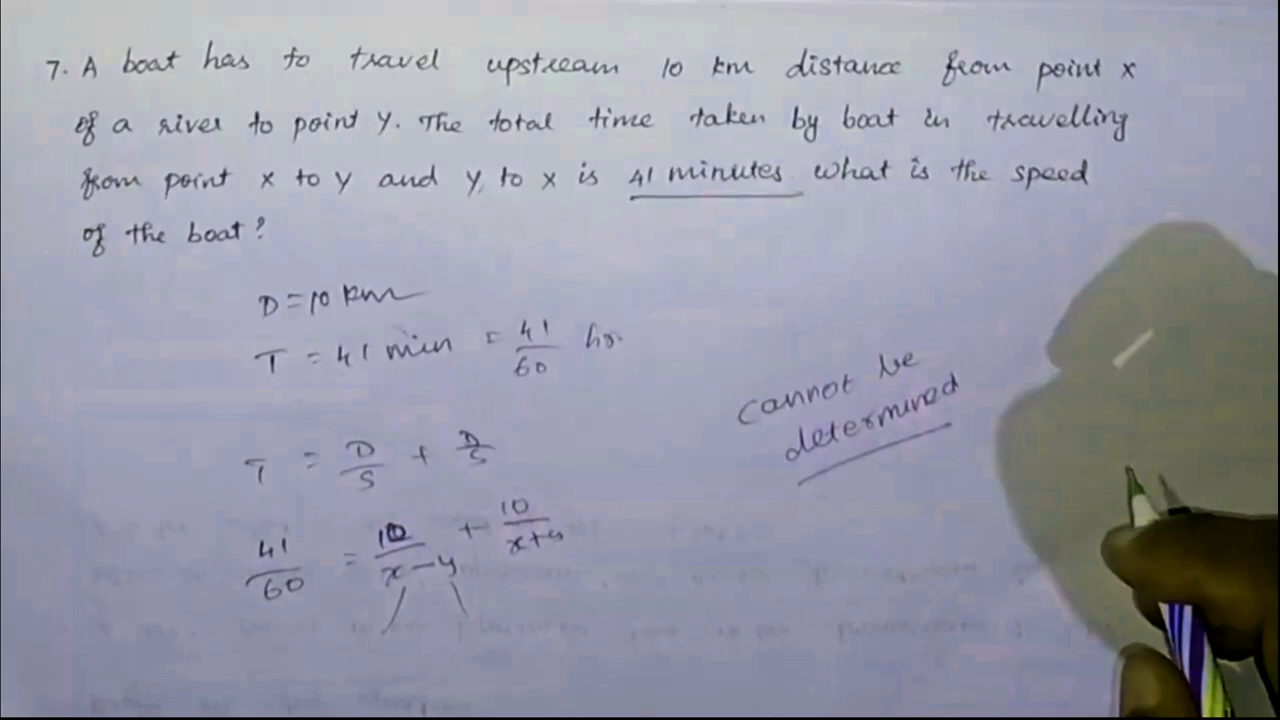 7. A boat has to travel upstream 10 km distance from point x
of a river to point y. The total time taken by boat in travelling
from point x to y and y, to x is 41 minutes what is the speed
of the boat?
D = 10 km
T = 41 min = 41/60 hr.
cannot be
determined
T = D/S + D/S
41/60 = 10/x-y + 10/x+y